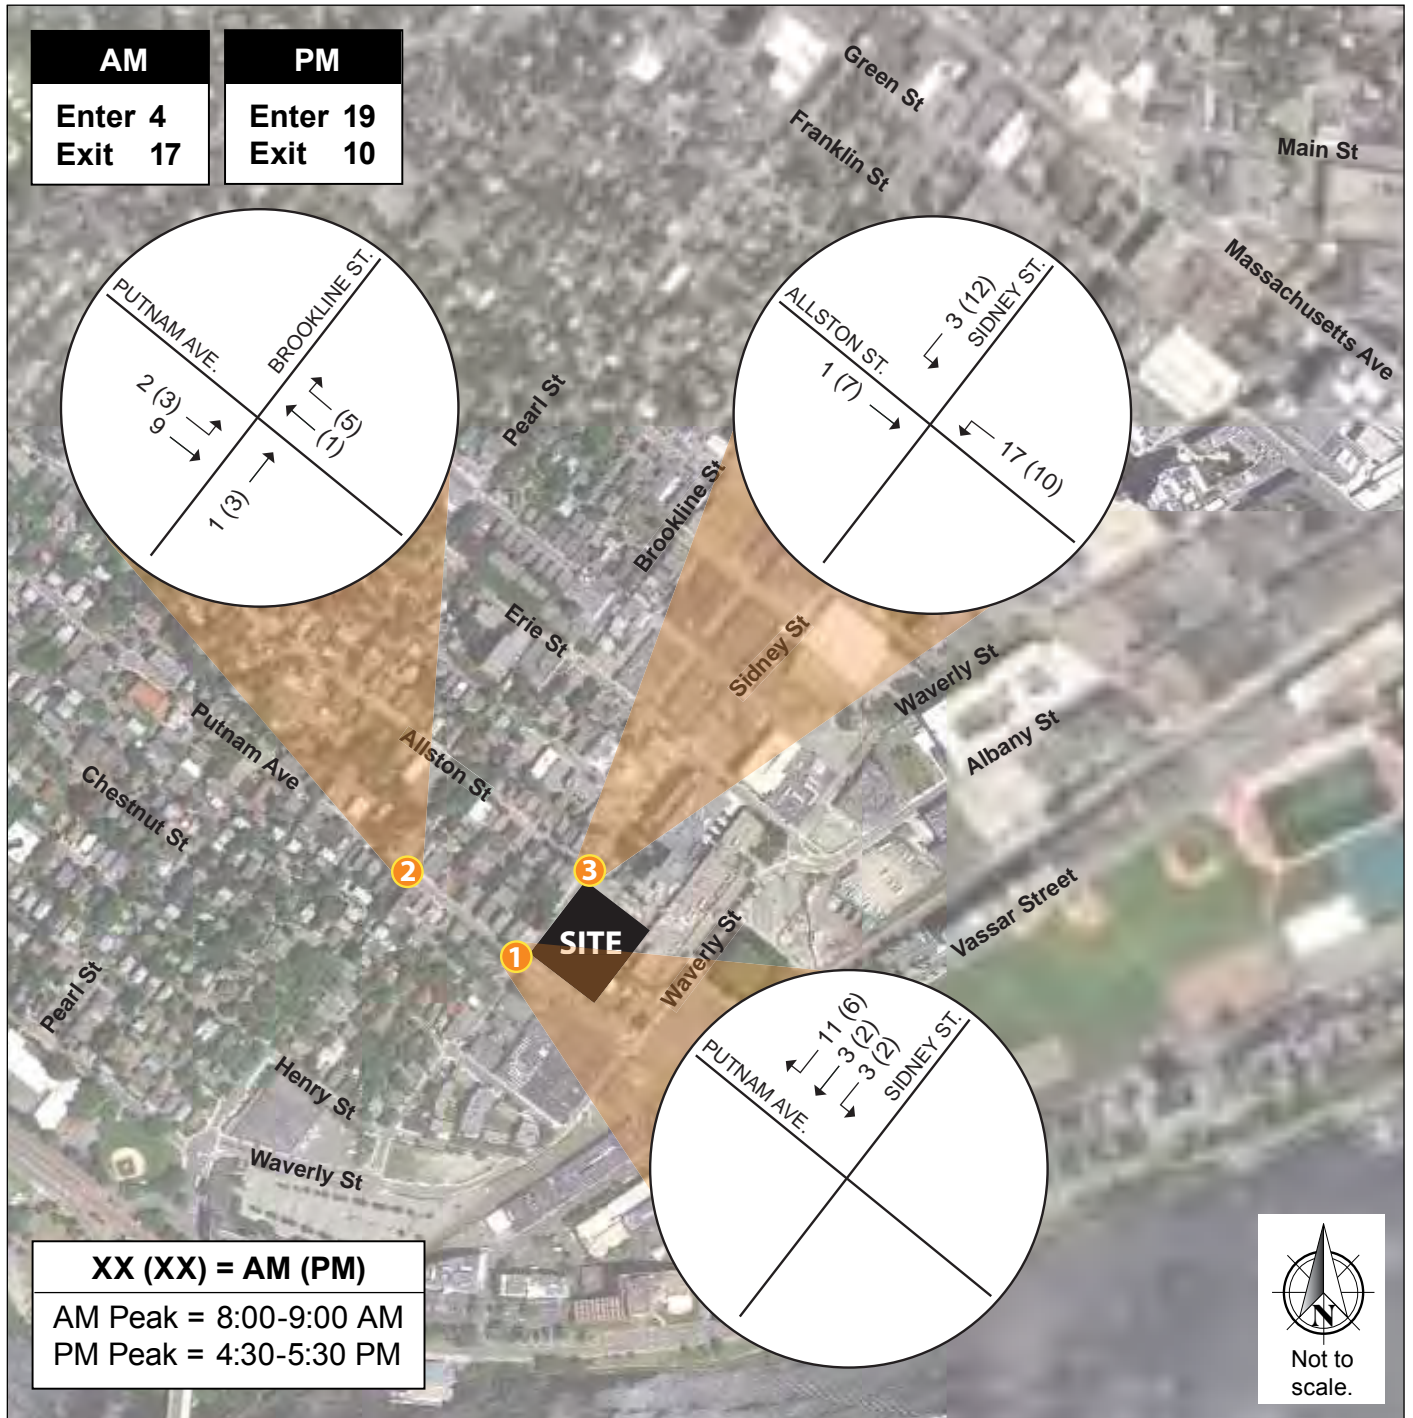 AM
Enter 4
Exit 17
PM
Enter 19
Exit 10
Green St
Franklin St
Main St
Massachusetts Ave
PUTNAM AVE.
BROOKLINE ST.
2 (3)
9
1 (3)
(5)
(1)
ALLSTON ST.
SIDNEY ST.
3 (12)
1 (7)
17 (10)
Pearl St
Brookline St
Erie St
Sidney St
Waverly St
Albany St
Putnam Ave
Allston St
Chestnut St
2
3
1
SITE
Waverly St
Vassar Street
Pearl St
Henry St
Waverly St
PUTNAM AVE.
SIDNEY ST.
11 (6)
3 (2)
3 (2)
XX (XX) = AM (PM)
AM Peak = 8:00-9:00 AM
PM Peak = 4:30-5:30 PM
N
Not to
scale.